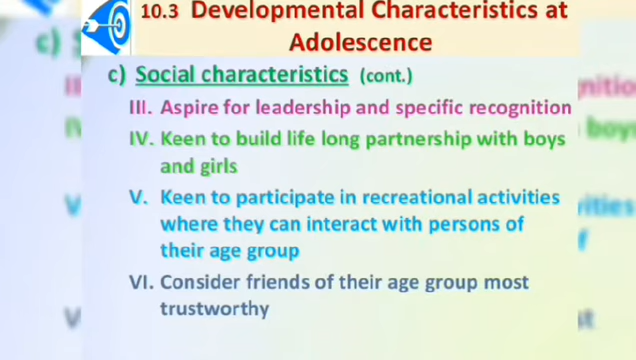 10.3 Developmental Characteristics at
Adolescence
c) Social characteristics (cont.)
III. Aspire for leadership and specific recognition
IV. Keen to build life long partnership with boys
and girls
V. Keen to participate in recreational activities
where they can interact with persons of
their age group
VI. Consider friends of their age group most
trustworthy